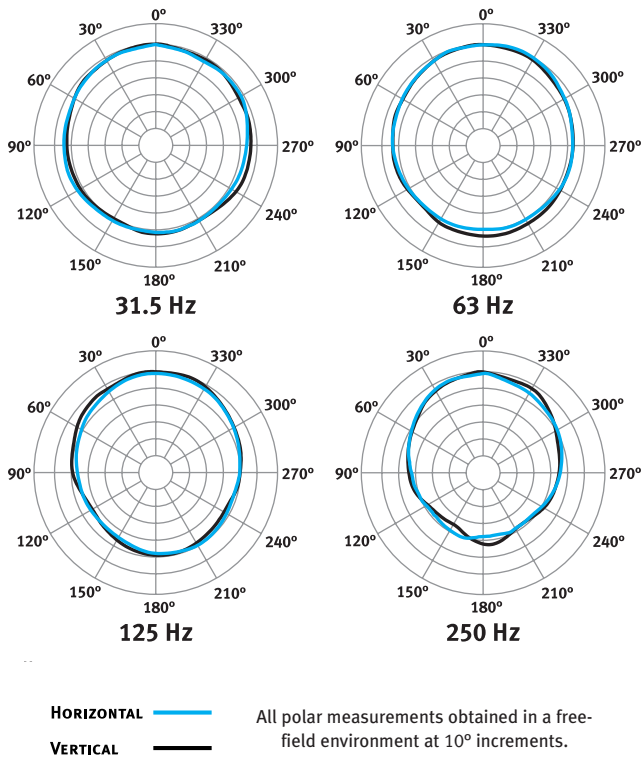 0º 0º
30º 330º 30º 330º
60º 300º 60º 300º
90º 270º 90º 270º
120º 240º 120º 240º
150º 210º 150º 210º
180º 180º
31.5 Hz 63 Hz
0º 0º
30º 330º 30º 330º
60º 300º 60º 300º
90º 270º 90º 270º
120º 240º 120º 240º
150º 210º 150º 210º
180º 180º
125 Hz 250 Hz
HORIZONTAL
VERTICAL
All polar measurements obtained in a free-
field environment at 10° increments.